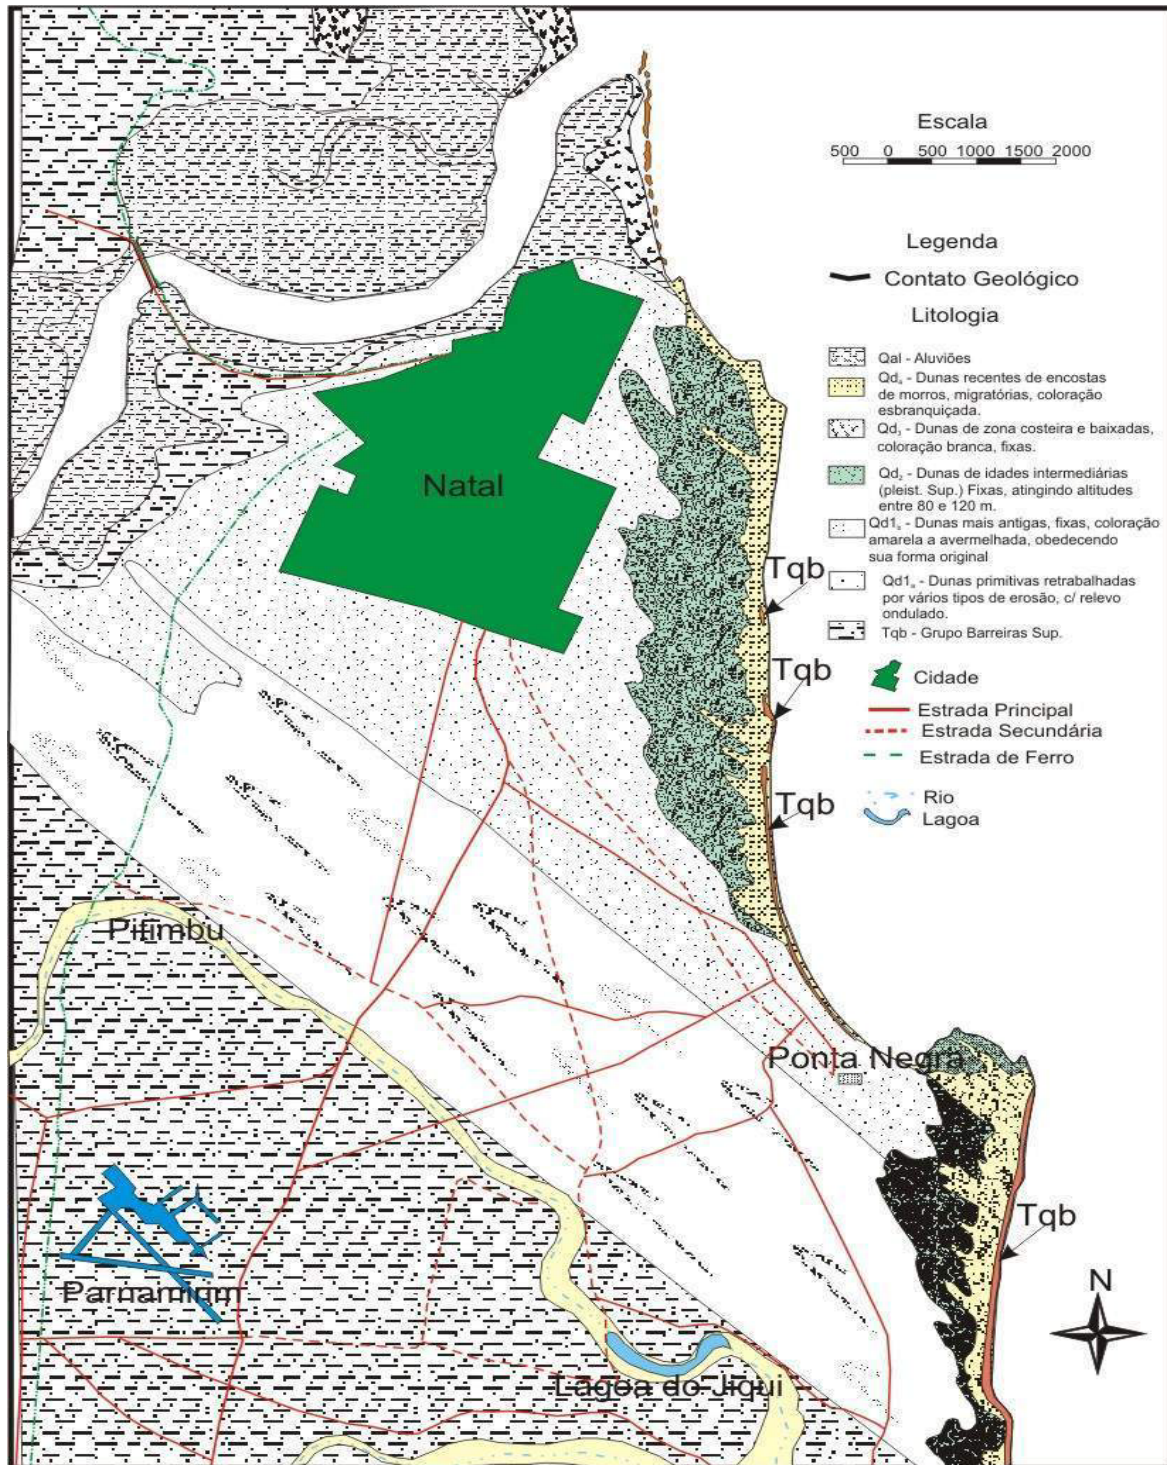 Escala
500 0 500 1000 1500 2000
Legenda
Contato Geológico
Litologia
Qal - Aluviões
Qd₄ - Dunas recentes de encostas
de morros, migratórias, coloração
esbranquiçada.
Qd₃ - Dunas de zona costeira e baixadas,
coloração branca, fixas.
Qd₂ - Dunas de idades intermediárias
(pleist. Sup.) Fixas, atingindo altitudes
entre 80 e 120 m.
Qd1ₛ - Dunas mais antigas, fixas, coloração
amarela a avermelhada, obedecendo
sua forma original
Qd1ₛ - Dunas primitivas retrabalhadas
por vários tipos de erosão, c/ relevo
ondulado.
Tqb - Grupo Barreiras Sup.
Cidade
Estrada Principal
Estrada Secundária
Estrada de Ferro
Rio
Lagoa
Natal
Tqb
Tqb
Tqb
Pitimbu
Ponta Negra
Tqb
N
Parnamirim
Lagoa do Jiqui